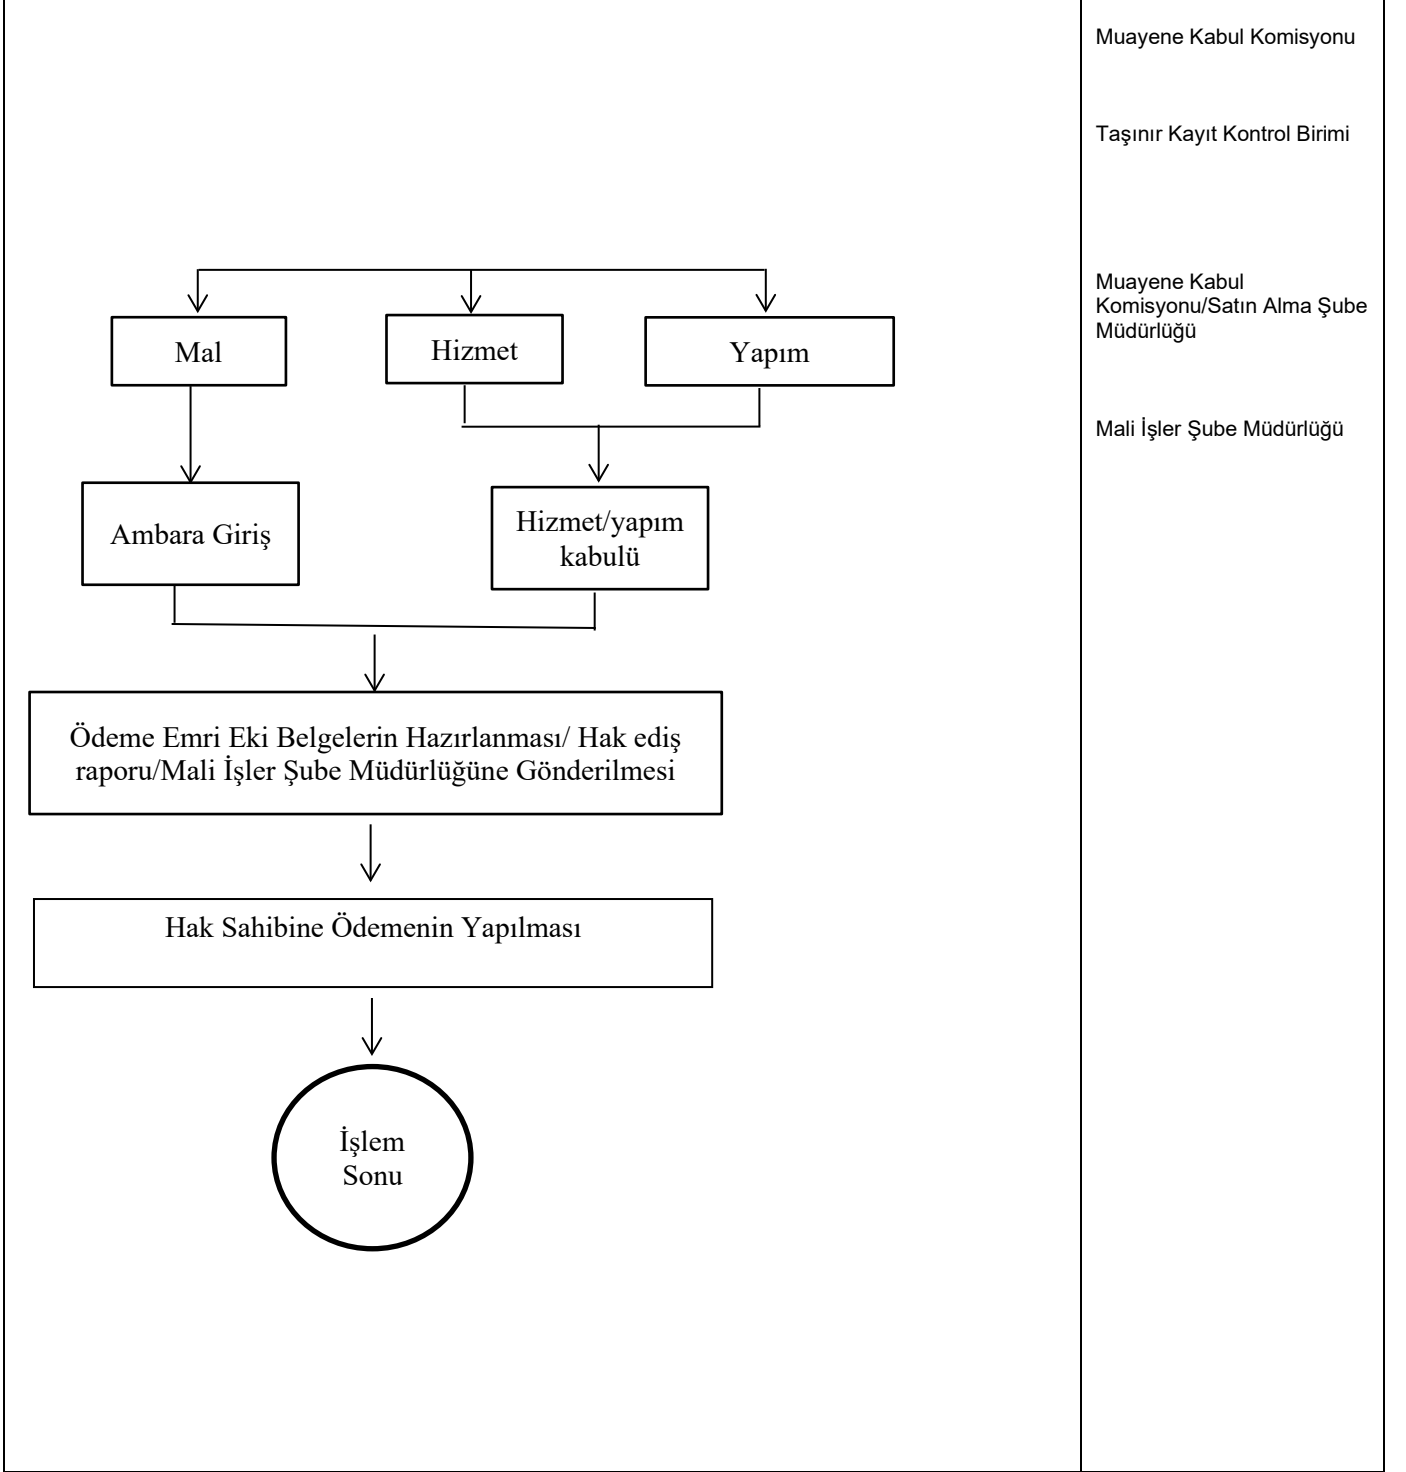 Muayene Kabul Komisyonu
Taşınır Kayıt Kontrol Birimi
Muayene Kabul
Komisyonu/Satın Alma Şube
Müdürlüğü
Mali İşler Şube Müdürlüğü
Mal
Hizmet
Yapım
Ambara Giriş
Hizmet/yapım
kabulü
Ödeme Emri Eki Belgelerin Hazırlanması/ Hak ediş
raporu/Mali İşler Şube Müdürlüğüne Gönderilmesi
Hak Sahibine Ödemenin Yapılması
İşlem
Sonu